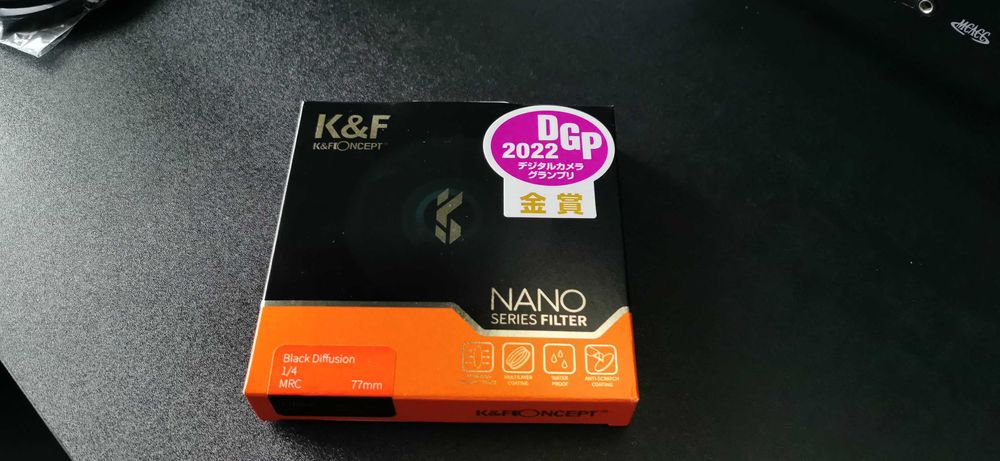 K&F
K&F CONCEPT®
DGP
2022
デジタルカメラ
グランプリ
金賞
NANO
SERIES FILTER
Black Diffusion
1/4
MRC 77mm
MULTILAYER
COATING
WATER
PROOF
ANTI-SCRATCH
COATING
K&F CONCEPT®